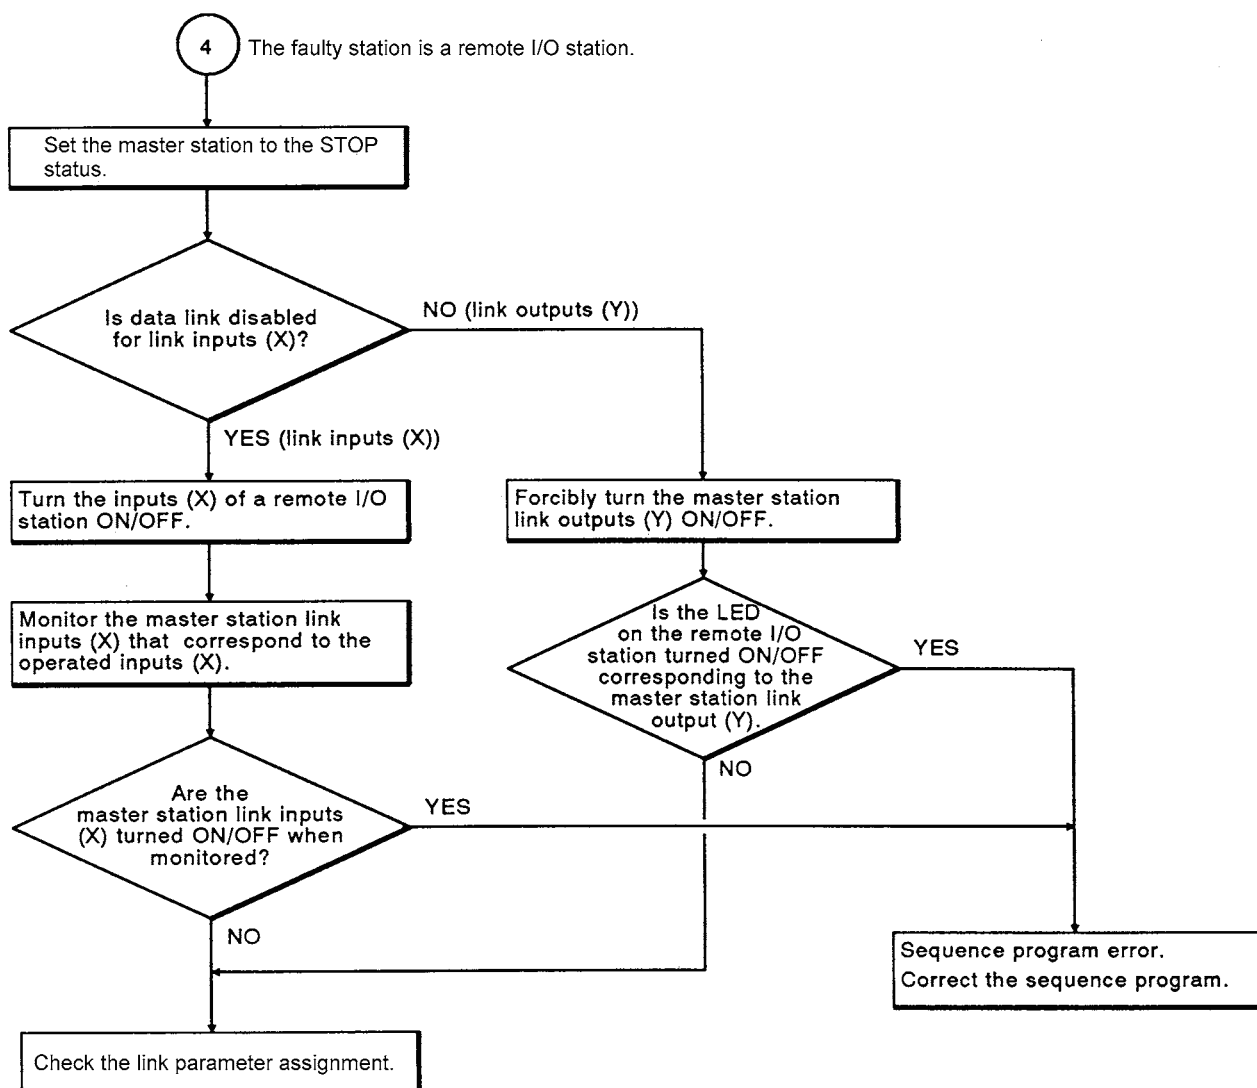 4
The faulty station is a remote I/O station.
Set the master station to the STOP
status.
Is data link disabled
for link inputs (X)?
NO (link outputs (Y))
YES (link inputs (X))
Turn the inputs (X) of a remote I/O
station ON/OFF.
Forcibly turn the master station
link outputs (Y) ON/OFF.
Monitor the master station link
inputs (X) that correspond to the
operated inputs (X).
Is the LED
on the remote I/O
station turned ON/OFF
corresponding to the
master station link
output (Y).
YES
NO
Are the
master station link inputs
(X) turned ON/OFF when
monitored?
YES
NO
Sequence program error.
Correct the sequence program.
Check the link parameter assignment.